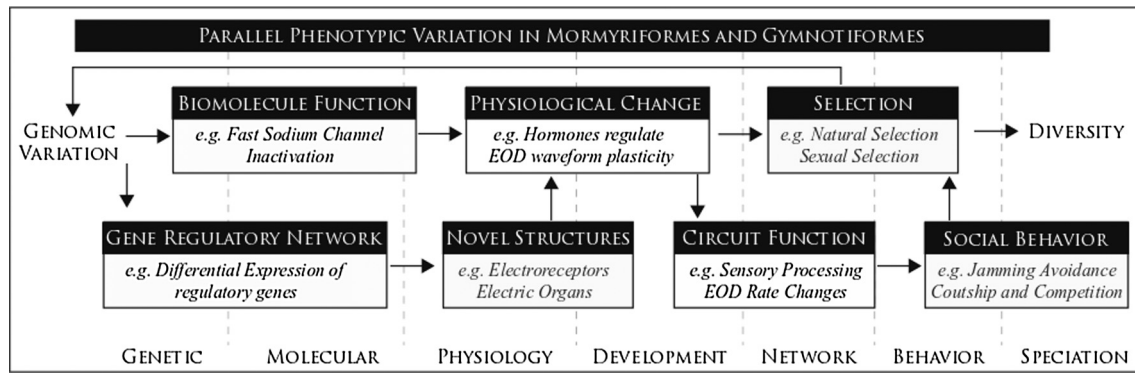 PARALLEL PHENOTYPIC VARIATION IN MORMYRIFORMES AND GYMNOTIFORMES
GENOMIC
VARIATION
BIOMOLECULE FUNCTION
e.g. Fast Sodium Channel
Inactivation
PHYSIOLOGICAL CHANGE
e.g. Hormones regulate
EOD waveform plasticity
SELECTION
e.g. Natural Selection
Sexual Selection
DIVERSITY
GENE REGULATORY NETWORK
e.g. Differential Expression of
regulatory genes
NOVEL STRUCTURES
e.g. Electroreceptors
Electric Organs
CIRCUIT FUNCTION
e.g. Sensory Processing
EOD Rate Changes
SOCIAL BEHAVIOR
e.g. Jamming Avoidance
Coutship and Competition
GENETIC MOLECULAR PHYSIOLOGY DEVELOPMENT NETWORK BEHAVIOR SPECIATION